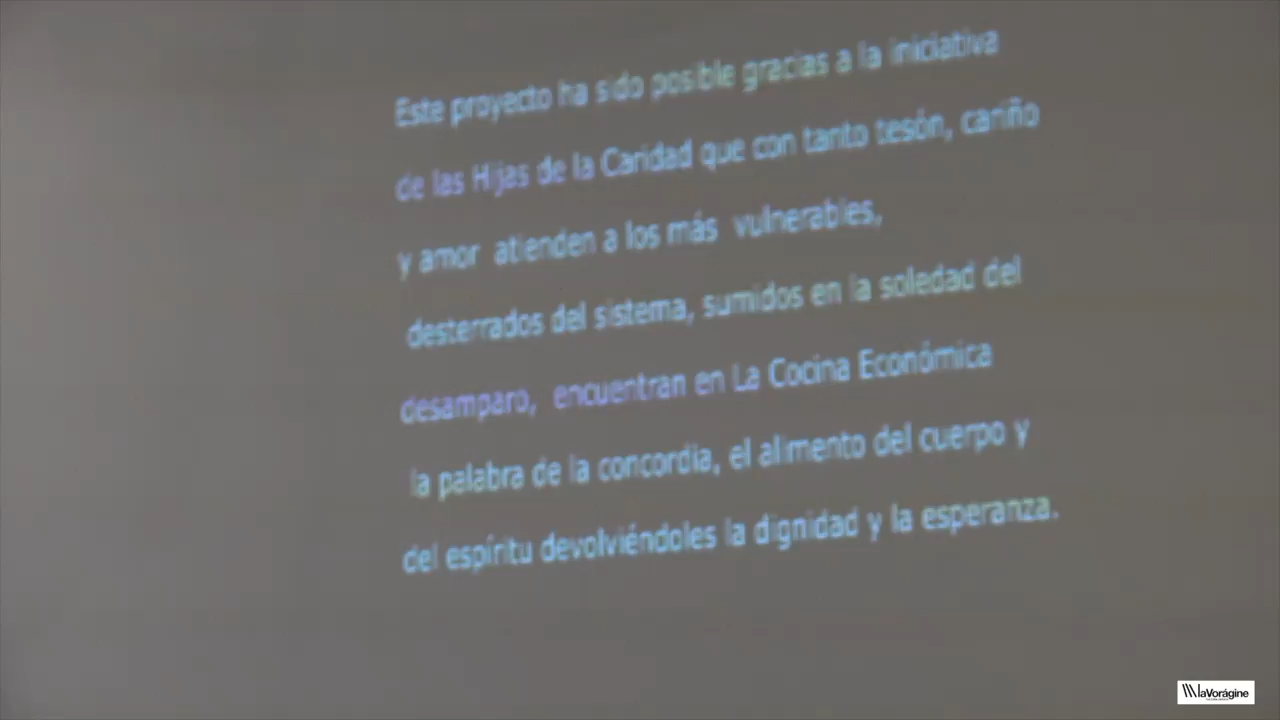 Este proyecto ha sido posible gracias a la iniciativa
de las Hijas de la Caridad que con tanto tesón, cariño
y amor atienden a los más vulnerables,
desterrados del sistema, sumidos en la soledad del
desamparo, encuentran en La Cocina Económica
la palabra de la concordia, el alimento del cuerpo y
del espíritu devolviéndoles la dignidad y la esperanza.
laVorágine